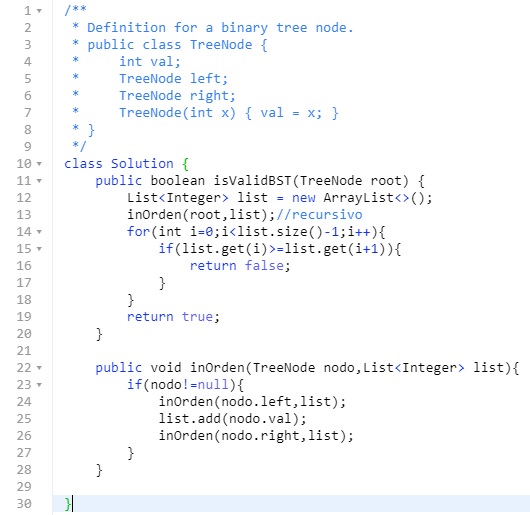 1 /**
2  * Definition for a binary tree node.
3  * public class TreeNode {
4  *     int val;
5  *     TreeNode left;
6  *     TreeNode right;
7  *     TreeNode(int x) { val = x; }
8  * }
9  */
10 class Solution {
11     public boolean isValidBST(TreeNode root) {
12         List<Integer> list = new ArrayList<>();
13         inOrden(root,list);//recursivo
14         for(int i=0;i<list.size()-1;i++){
15             if(list.get(i)>=list.get(i+1)){
16                 return false;
17             }
18         }
19         return true;
20     }
21
22     public void inOrden(TreeNode nodo,List<Integer> list){
23         if(nodo!=null){
24             inOrden(nodo.left,list);
25             list.add(nodo.val);
26             inOrden(nodo.right,list);
27         }
28     }
29
30 }